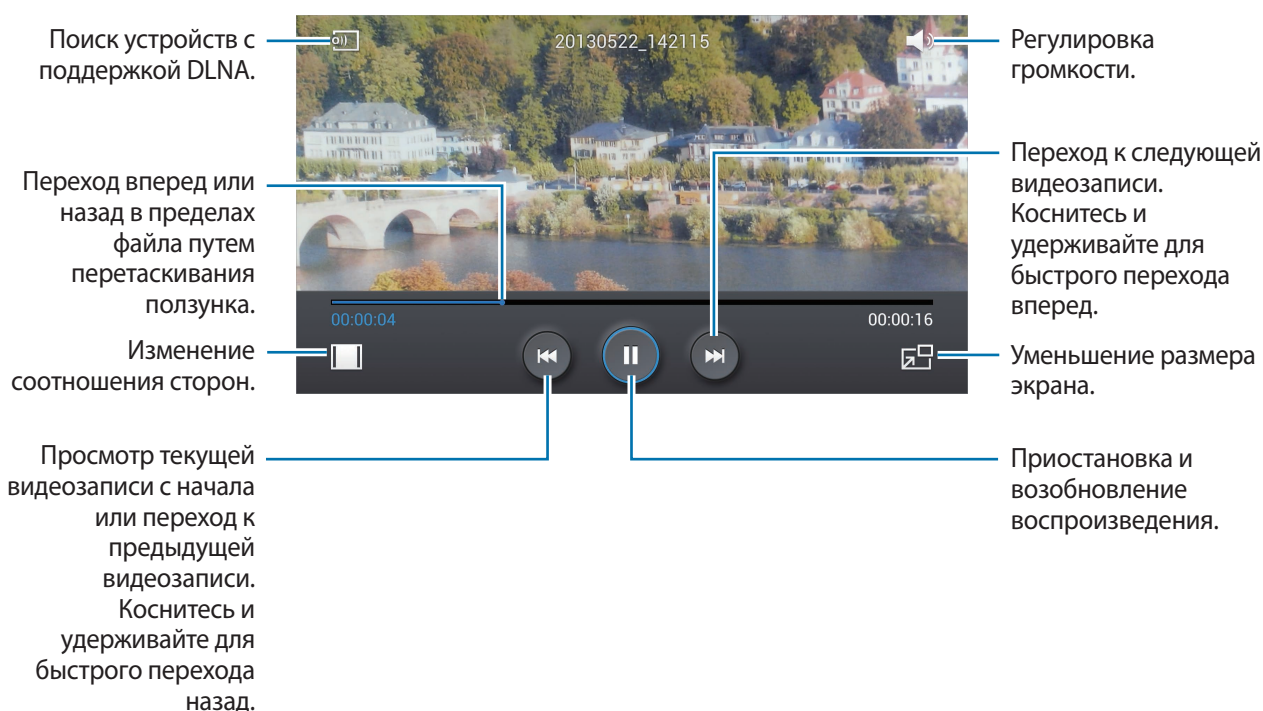 Поиск устройств с
поддержкой DLNA.
Переход вперед или
назад в пределах
файла путем
перетаскивания
ползунка.
Изменение
соотношения сторон.
Просмотр текущей
видеозаписи с начала
или переход к
предыдущей
видеозаписи.
Коснитесь и
удерживайте для
быстрого перехода
назад.
20130522_142115
00:00:04
00:00:16
Регулировка
громкости.
Переход к следующей
видеозаписи.
Коснитесь и
удерживайте для
быстрого перехода
вперед.
Уменьшение размера
экрана.
Приостановка и
возобновление
воспроизведения.